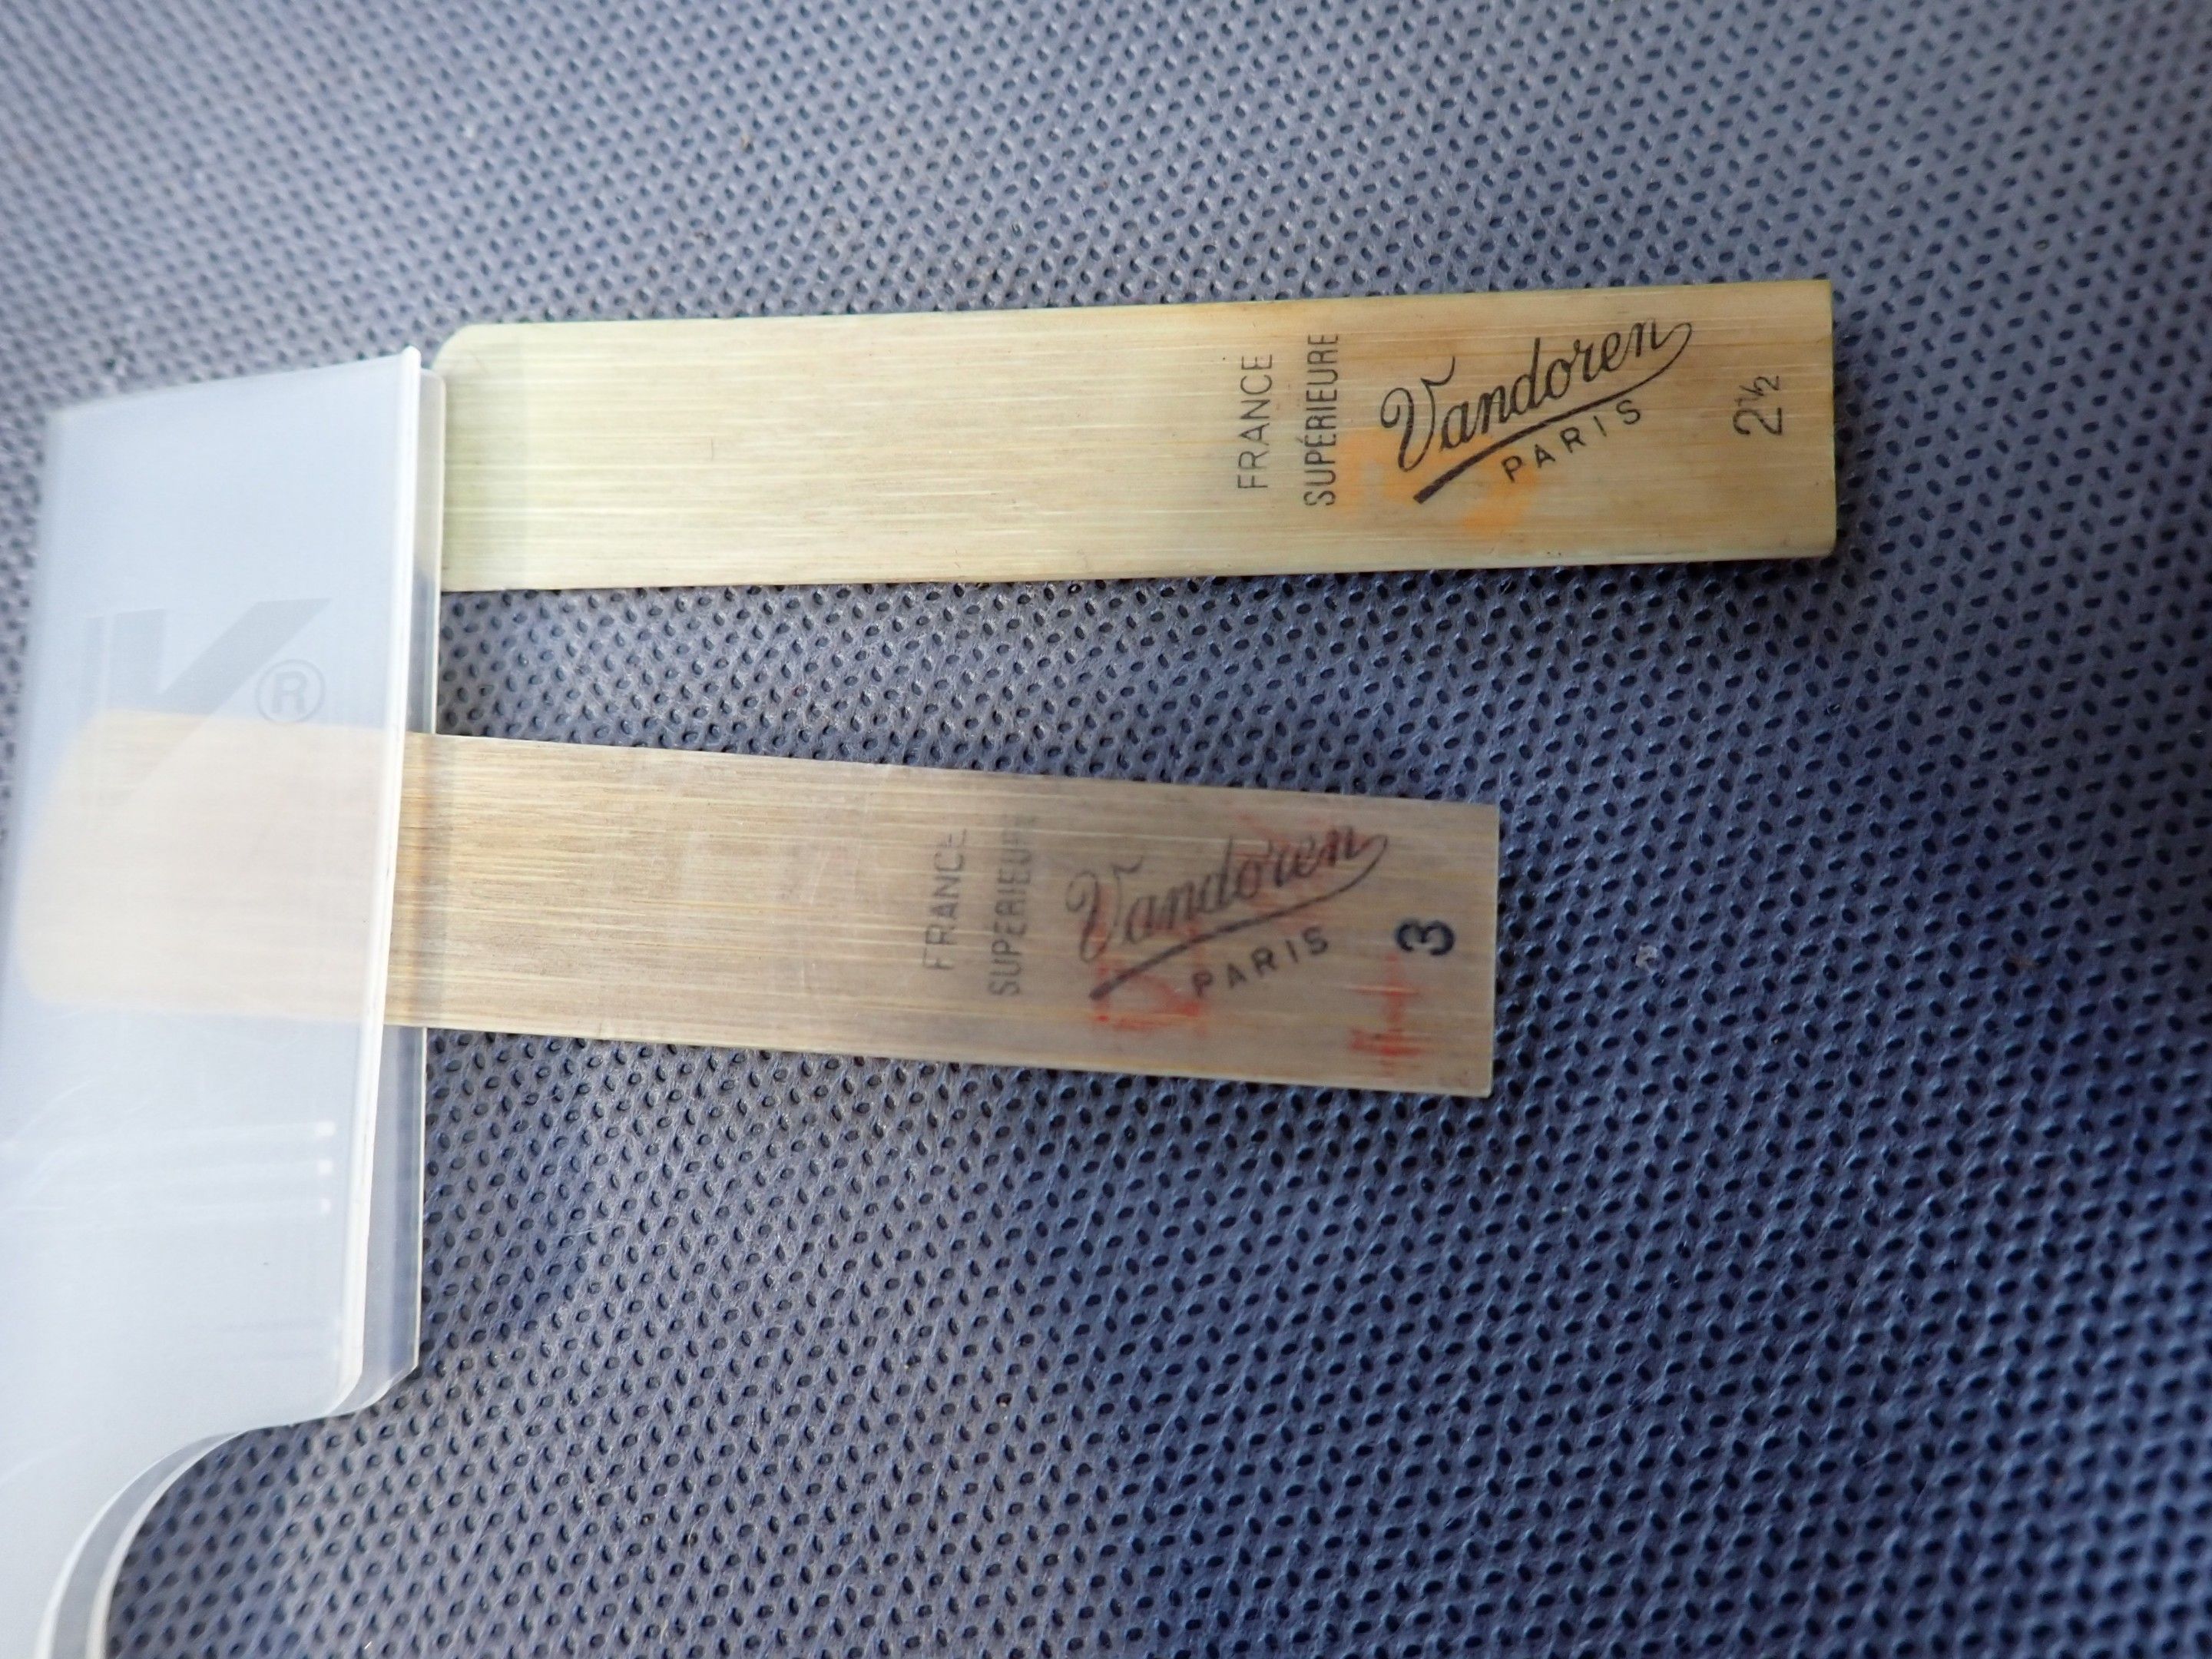 FRANCE
SUPÉRIEURE
Vandoren
PARIS
2½
K®
FRANCE
SUPÉRIEURE
Vandoren
PARIS
3